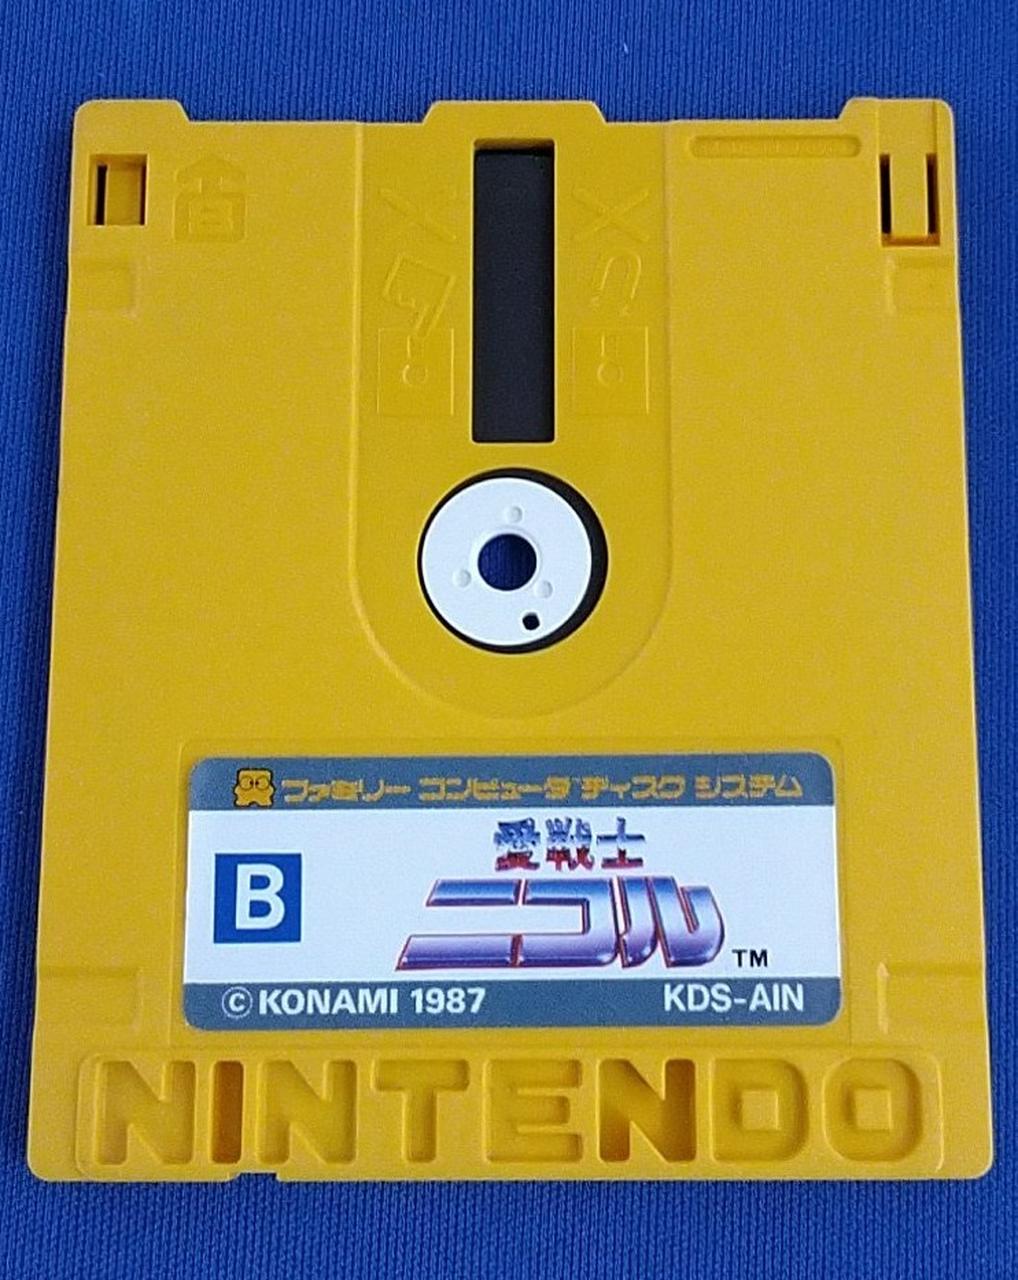 ファミリー コンピュータ ディスク システム
愛戦士
ニコル
TM
B
© KONAMI 1987
KDS-AIN
NINTENDO